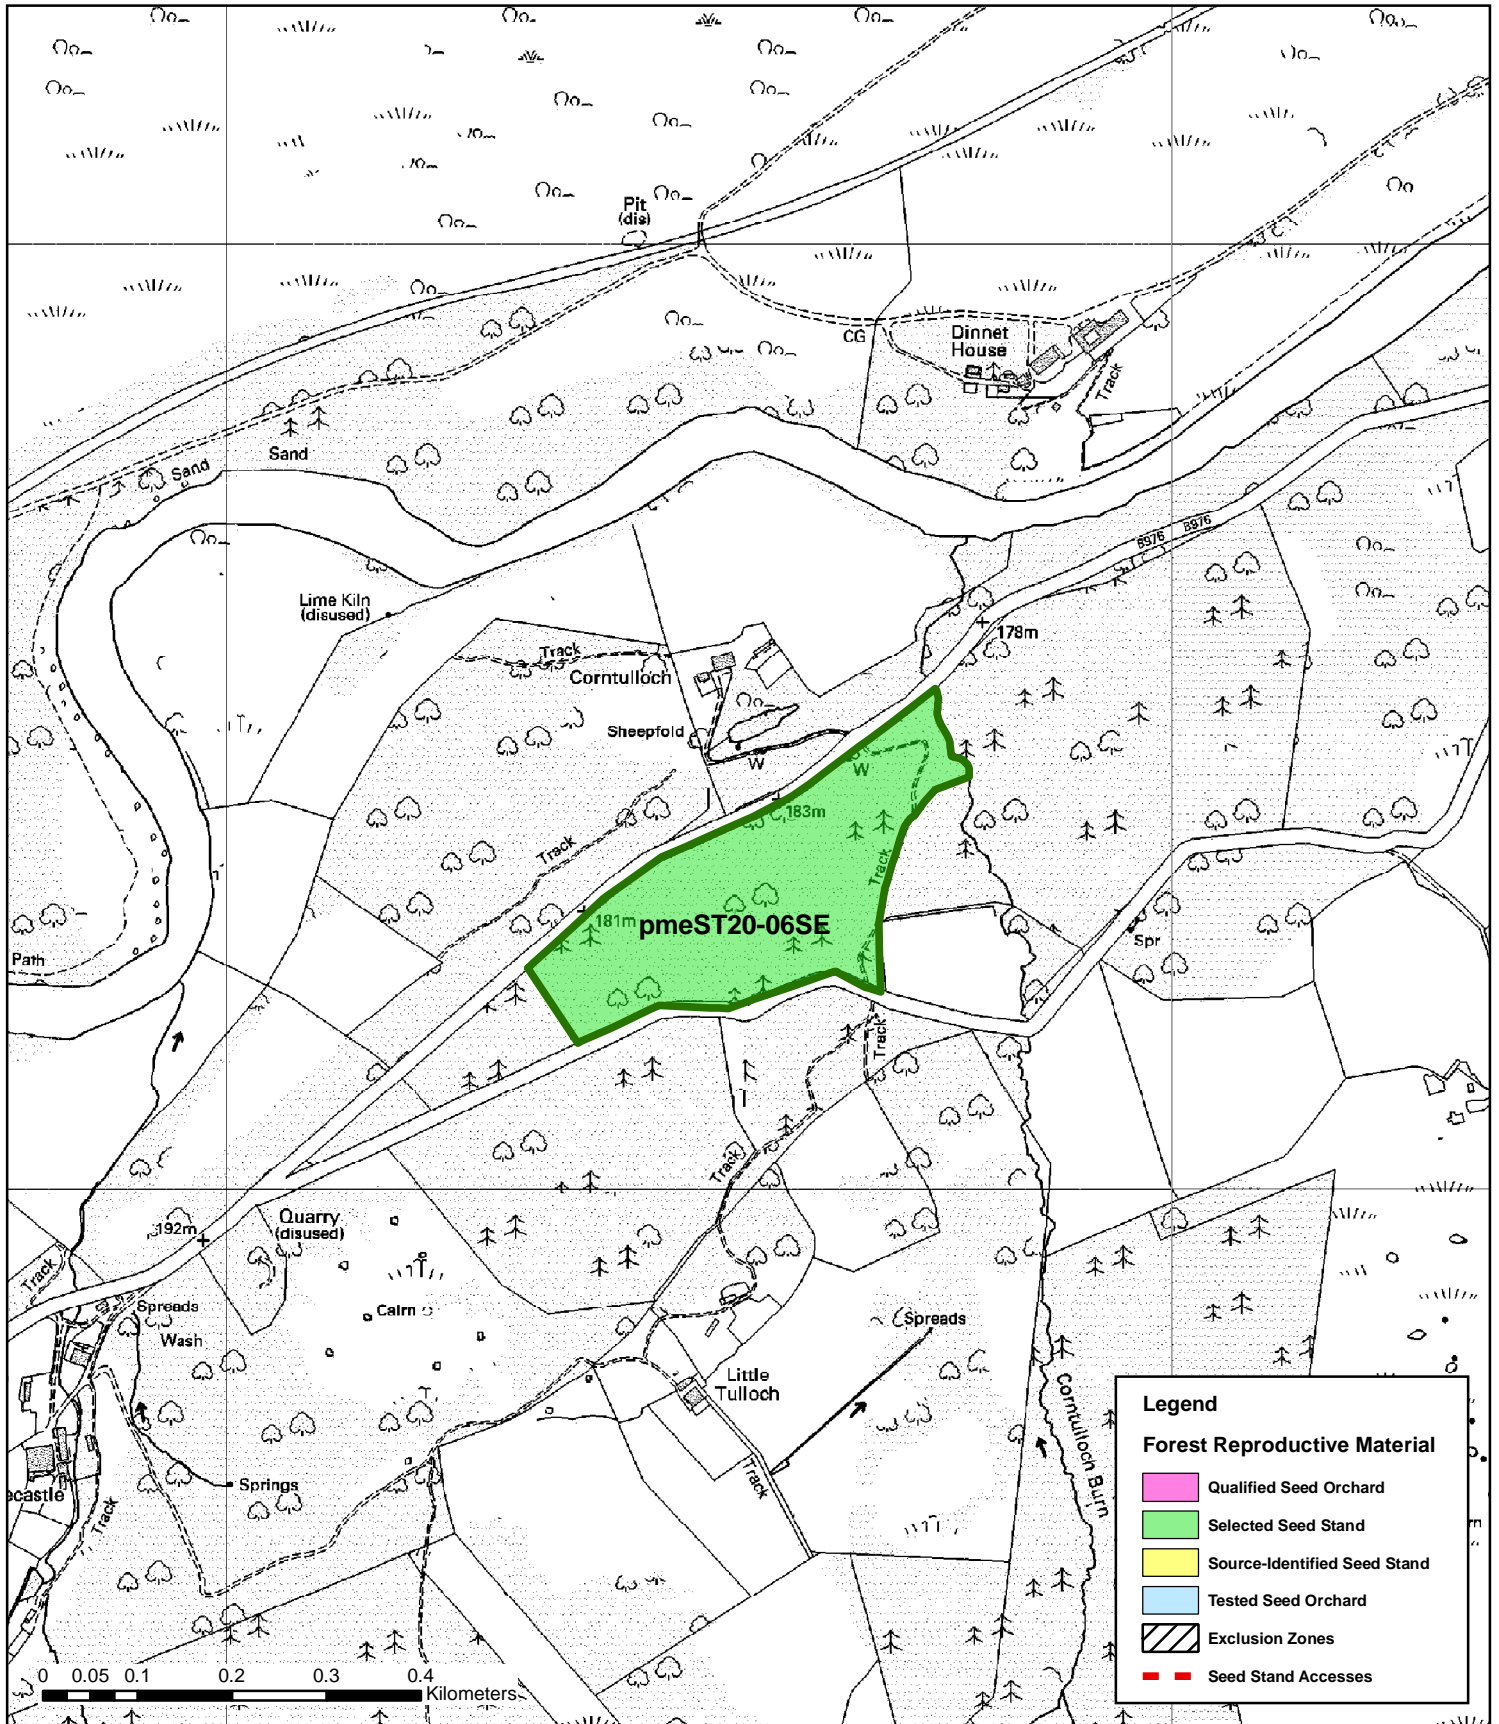 Pit
(dis)
CG
Dinnet
House
Track
Sand
Sand
B976
B976
Lime Kiln
(disused)
178m
Track
Corntulloch
Sheepfold
W
W
183m
Track
Track
181m
pmeST20-06SE
Path
Spr
Track
Track
192m
Quarry
(disused)
Track
Spreads
Cairn
Wash
Spreads
Little
Tulloch
Corntulloch Burn
Track
Springs
ecastle
Track
Legend
Forest Reproductive Material
Qualified Seed Orchard
Selected Seed Stand
Source-Identified Seed Stand
Tested Seed Orchard
Exclusion Zones
Seed Stand Accesses
0 0.05 0.1 0.2 0.3 0.4
Kilometers